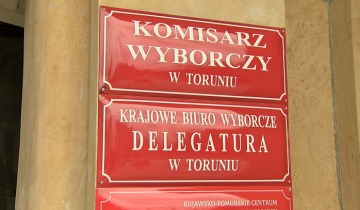 KOMISARZ
WYBORCZY
W TORUNIU
KRAJOWE BIURO WYBORCZE
DELEGATURA
W TORUNIU
KUJAWSKO-POMORSKIE CENTRUM